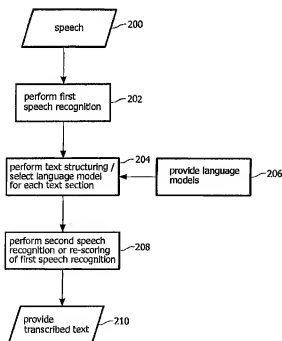 speech
200
perform first
speech recognition
202
perform text structuring /
select language model
for each text section
204
provide language
models
206
perform second speech
recognition or re-scoring
of first speech recognition
208
provide
transcribed text
210